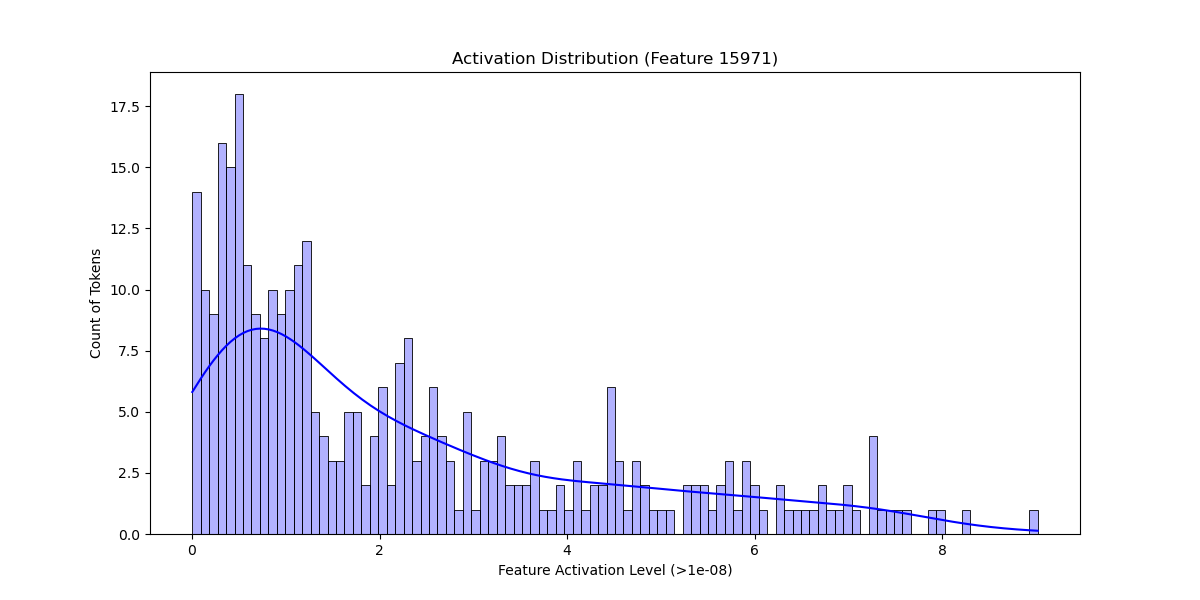 Activation Distribution (Feature 15971)
17.5
15.0
12.5
10.0
7.5
5.0
2.5
0.0
Count of Tokens
0 2 4 6 8
Feature Activation Level (>1e-08)